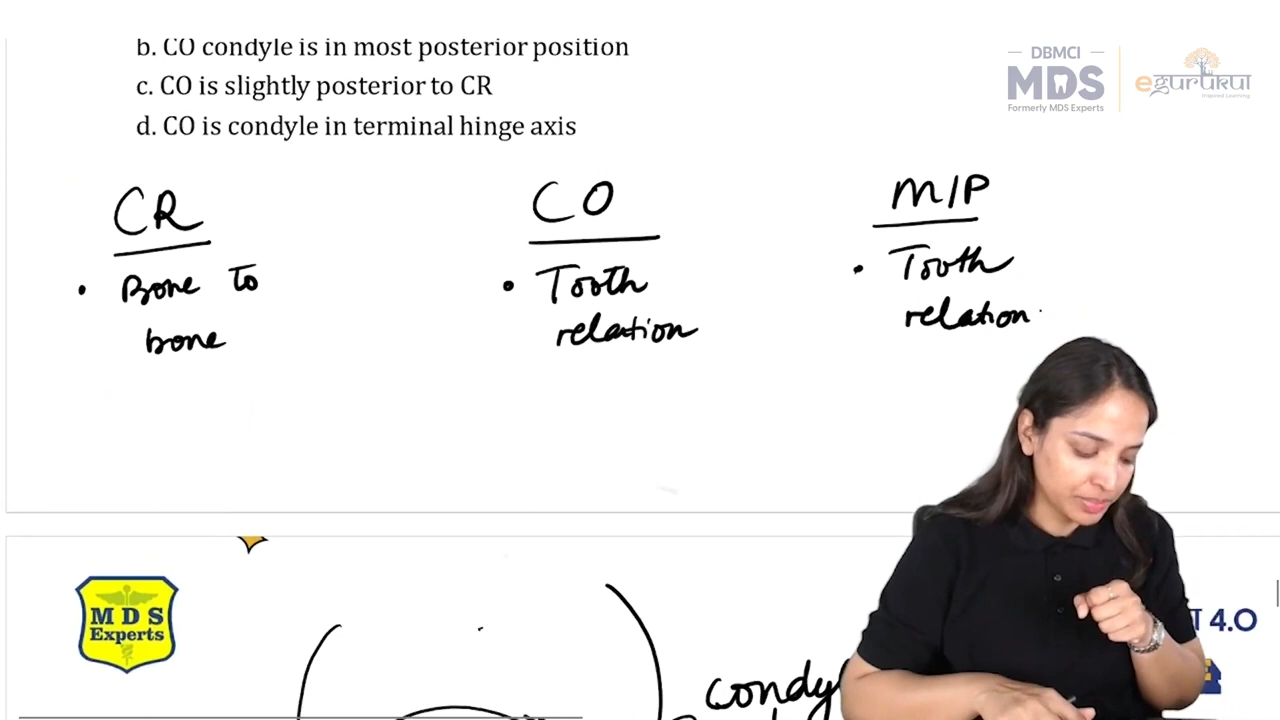 b. CO condyle is in most posterior position
c. CO is slightly posterior to CR
d. CO is condyle in terminal hinge axis
DBMCI
MDS
Formerly MDS Experts
egurukul
Inspired Learning
CR
• Bone to
bone
CO
• Tooth
relation
MIP
• Tooth
relation
MDS
Experts
T 4.0